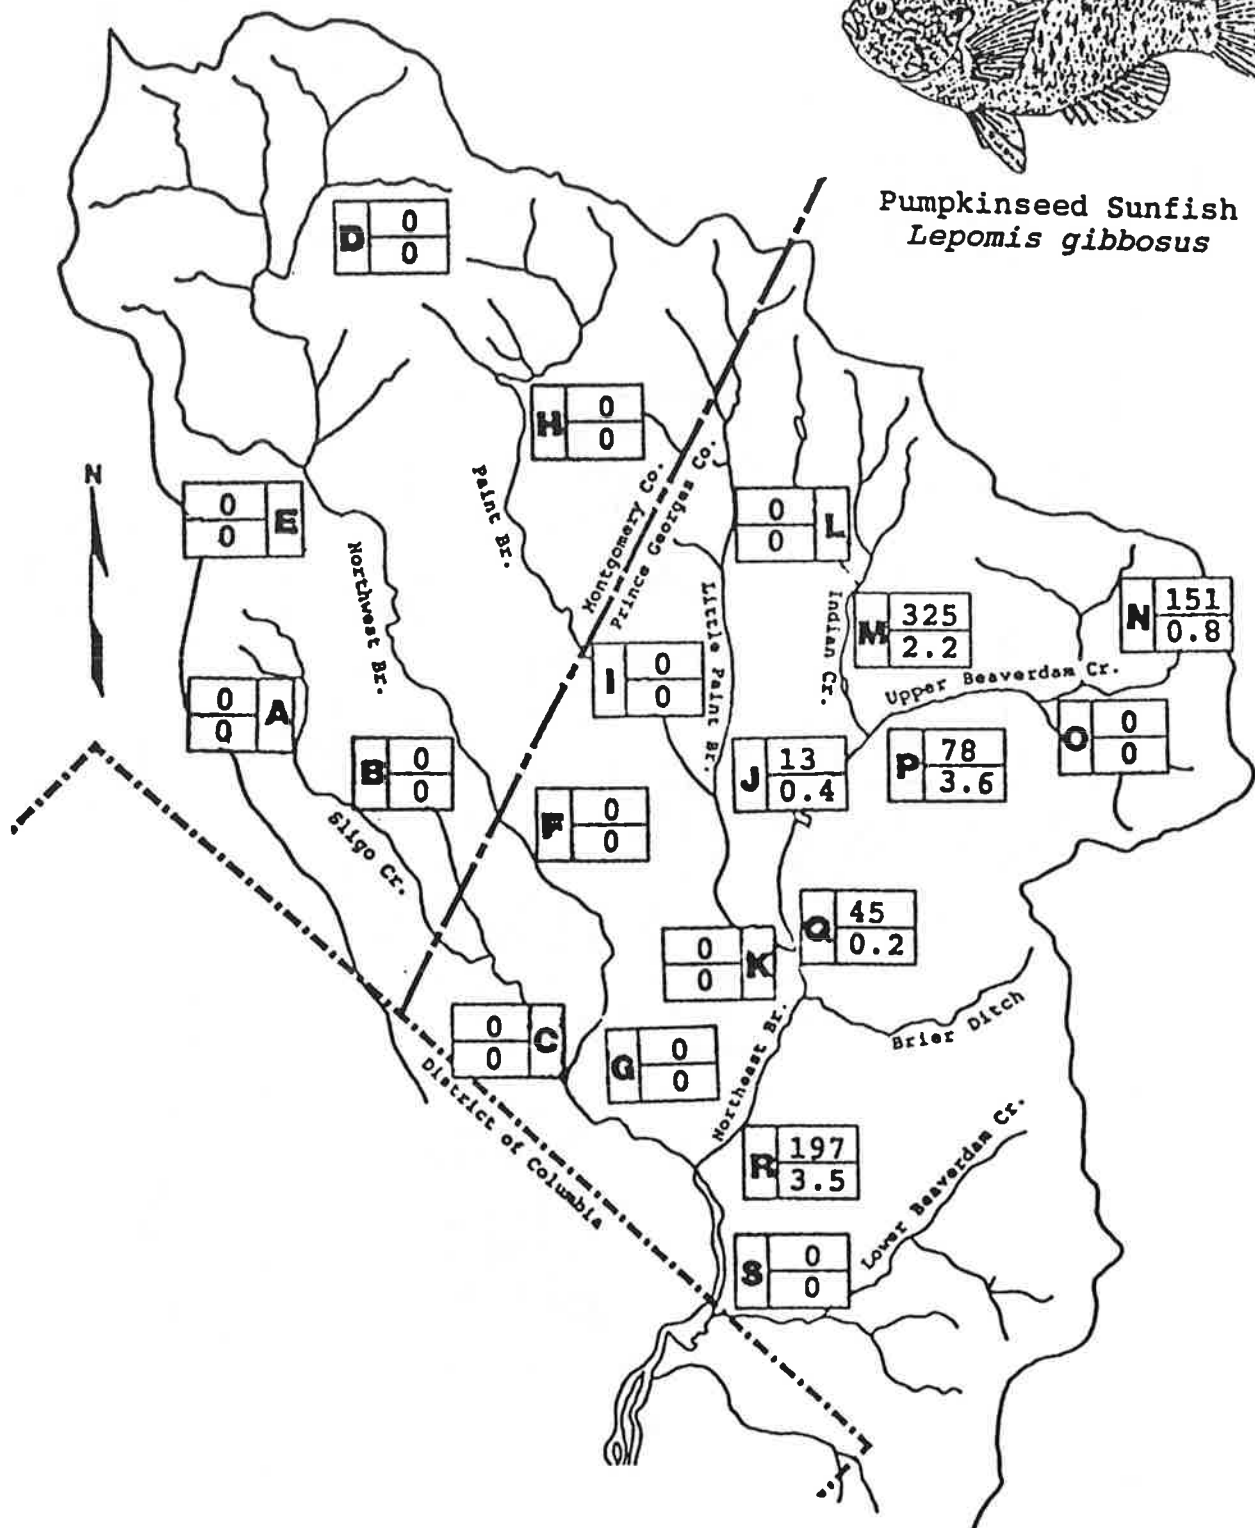 Pumpkinseed Sunfish
Lepomis gibbosus
D 0
0
H 0
0
N
Paint Br.
Montgomery Co.
Prince Georges Co.
0 E
0
0 L
0
Northwest Br.
Little Paint Br.
Indian Cr.
N 151
0.8
M 325
2.2
I 0
0
Upper Beaverdam Cr.
0 A
0
B 0
0
J 13
0.4
P 78
3.6
O 0
0
F 0
0
Sligo Cr.
Q 45
0.2
0 K
0
Brier Ditch
0 C
0
G 0
0
Northeast Br.
District of Columbia
R 197
3.5
Lower Beaverdam Cr.
S 0
0